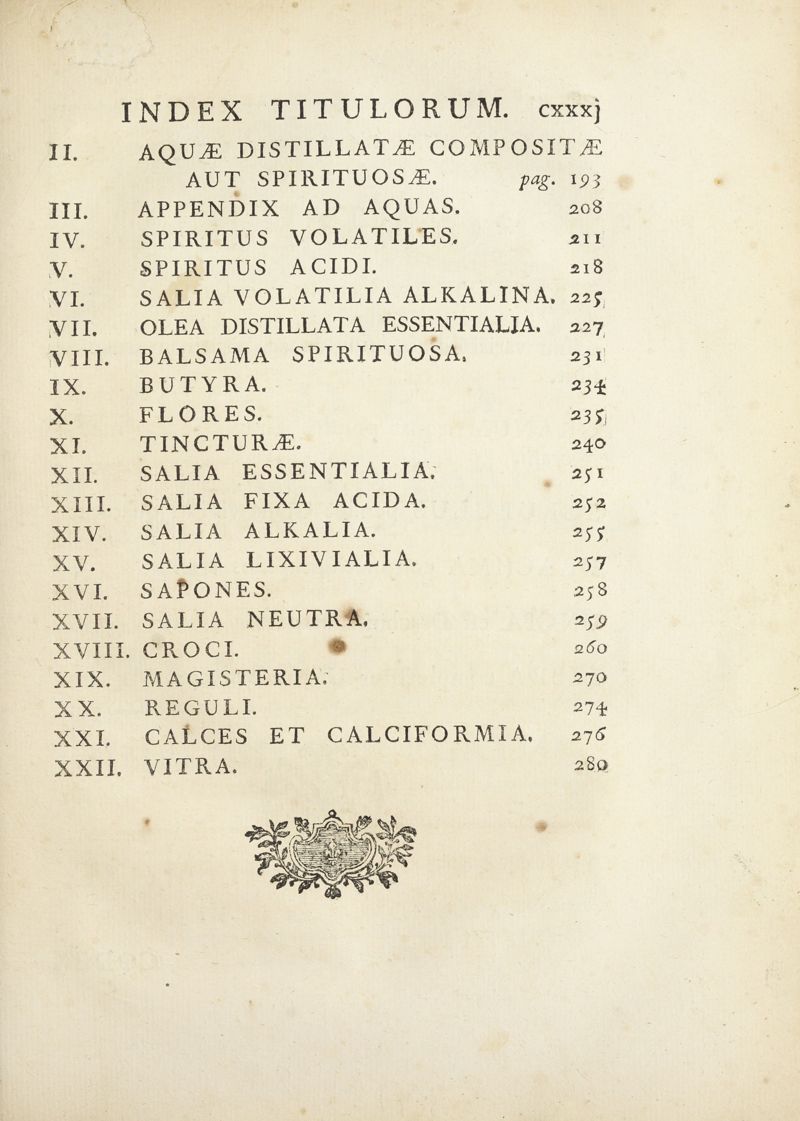 INDEX TITULORUM. cxxxj
II. AQUÆ DISTILLATÆ COMPOSITÆ
AUT SPIRITUOSÆ. pag. 193
III. APPENDIX AD AQUAS. 208
IV. SPIRITUS VOLATILES. 211
V. SPIRITUS ACIDI. 218
VI. SALIA VOLATILIA ALKALINA. 225
VII. OLEA DISTILLATA ESSENTIALIA. 227
VIII. BALSAMA SPIRITUOSA. 231
IX. BUTYRA. 234
X. FLORES. 235
XI. TINCTURÆ. 240
XII. SALIA ESSENTIALIA. 251
XIII. SALIA FIXA ACIDA. 252
XIV. SALIA ALKALIA. 255
XV. SALIA LIXIVIALIA. 257
XVI. SAPONES. 258
XVII. SALIA NEUTRA. 259
XVIII. CROCI. 260
XIX. MAGISTERIA. 270
XX. REGULI. 274
XXI. CALCES ET CALCIFORMIA. 276
XXII. VITRA. 280